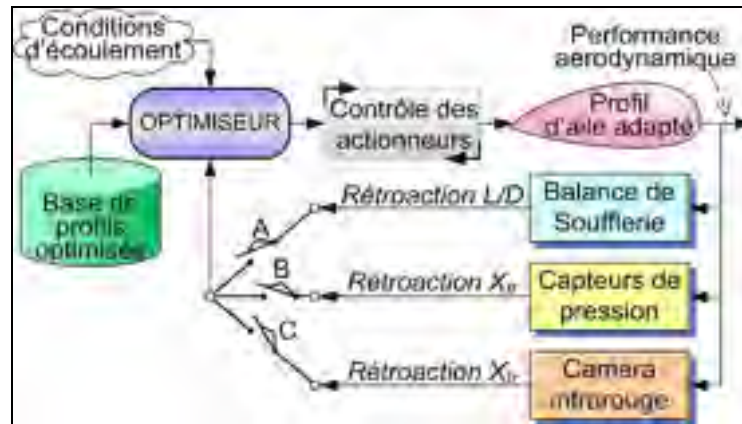 Conditions
d'écoulement
Performance
aérodynamique
OPTIMISEUR
Contrôle des
actionneurs
Profil
d'aile adapté
Base de
profils
optimisés
A
Rétroaction L/D
Balance de
Soufflerie
B
Rétroaction
Capteurs de
pression
C
Rétroaction
Camera
infrarouge